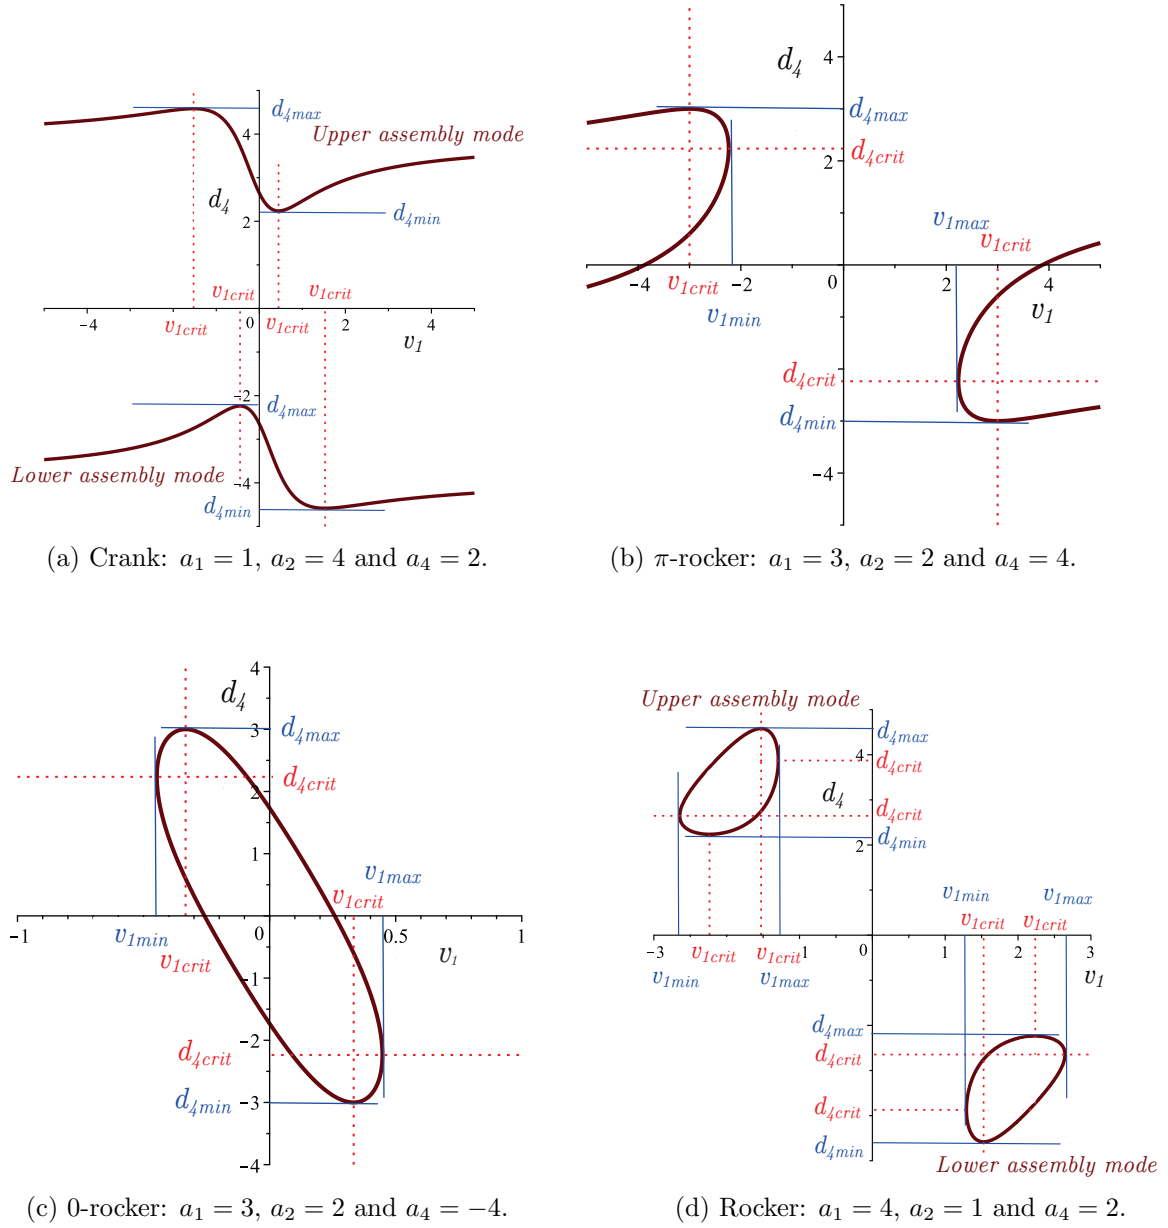 d4
4
d4max
Upper assembly mode
4
d4
2
d4min
d4max
d4crit
2
v1max
v1crit
v1crit
v1crit
-4
v1crit
0
v1crit
2
4
v1
-4
v1crit
-2
0
2
4
v1min
v1
-2
d4max
d4crit
-2
d4min
Lower assembly mode
-4
d4min
-4
(a) Crank: a1 = 1, a2 = 4 and a4 = 2.
(b) π-rocker: a1 = 3, a2 = 2 and a4 = 4.
4
d4
3
d4max
d4crit
2
1
v1max
v1crit
-1
v1min
0
0.5
1
v1
v1crit
-1
-2
d4crit
d4min
-3
-4
(c) 0-rocker: a1 = 3, a2 = 2 and a4 = −4.
Upper assembly mode
d4max
4
d4crit
d4
d4crit
2
d4min
v1min
v1max
v1crit
v1crit
-3
v1crit
v1crit
-1
0
1
2
3
v1min
v1max
v1
d4max
d4crit
d4crit
d4min
Lower assembly mode
(d) Rocker: a1 = 4, a2 = 1 and a4 = 2.